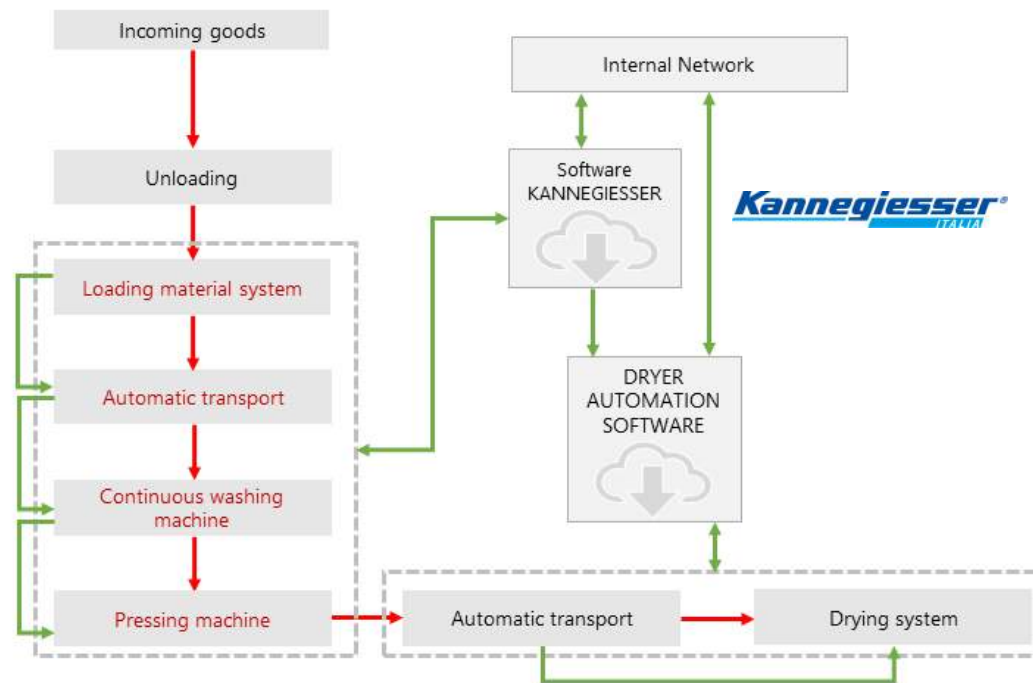 Incoming goods
Internal Network
Unloading
Software
KANNEGIESSER
Kannegiesser®
ITALIA
Loading material system
Automatic transport
DRYER
AUTOMATION
SOFTWARE
Continuous washing
machine
Pressing machine
Automatic transport
Drying system